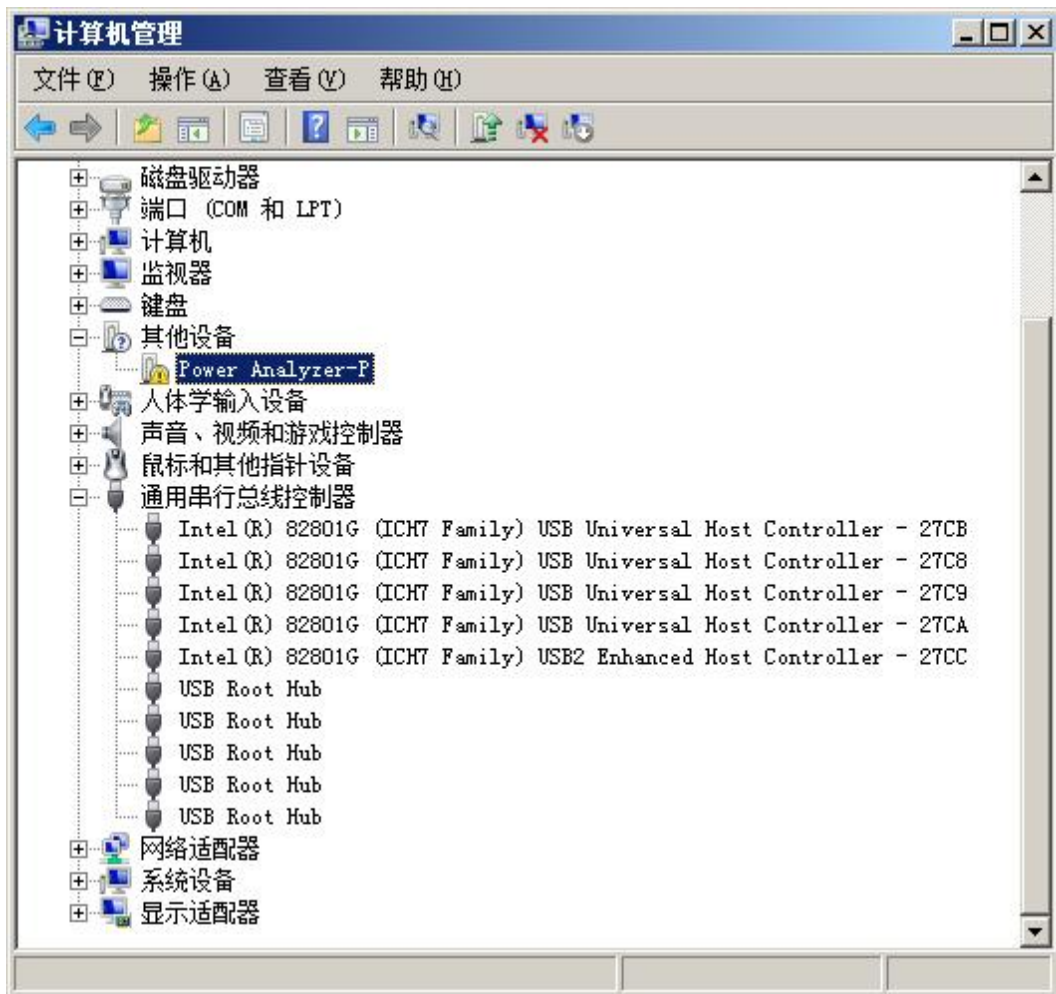 计算机管理
文件(F) 操作(A) 查看(V) 帮助(H)
磁盘驱动器
端口 (COM 和 LPT)
计算机
监视器
键盘
其他设备
Power Analyzer-P
人体学输入设备
声音、视频和游戏控制器
鼠标和其他指针设备
通用串行总线控制器
Intel(R) 82801G (ICH7 Family) USB Universal Host Controller - 27CB
Intel(R) 82801G (ICH7 Family) USB Universal Host Controller - 27C8
Intel(R) 82801G (ICH7 Family) USB Universal Host Controller - 27C9
Intel(R) 82801G (ICH7 Family) USB Universal Host Controller - 27CA
Intel(R) 82801G (ICH7 Family) USB2 Enhanced Host Controller - 27CC
USB Root Hub
USB Root Hub
USB Root Hub
USB Root Hub
USB Root Hub
网络适配器
系统设备
显示适配器